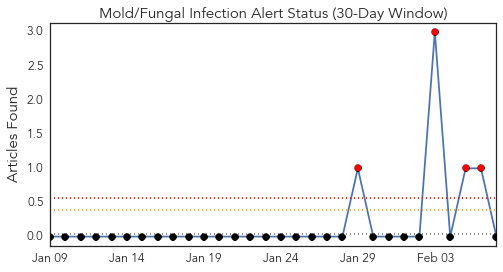 Mold/Fungal Infection Alert Status (30-Day Window)
Articles Found
3.0
2.5
2.0
1.5
1.0
0.5
0.0
Jan 09
Jan 14
Jan 19
Jan 24
Jan 29
Feb 03